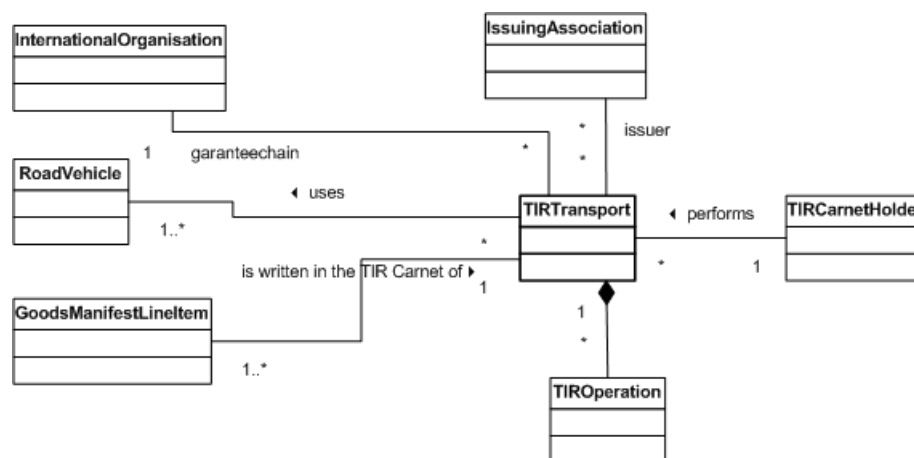 InternationalOrganisation
IssuingAssociation
1
garanteechain
*
*
issuer
*
RoadVehicle
uses
1..*
TIRTransport
performs
TIRCarnetHolde
*
is written in the TIR Carnet of
1
*
1
GoodsManifestLineItem
1..*
1
*
TIROperation